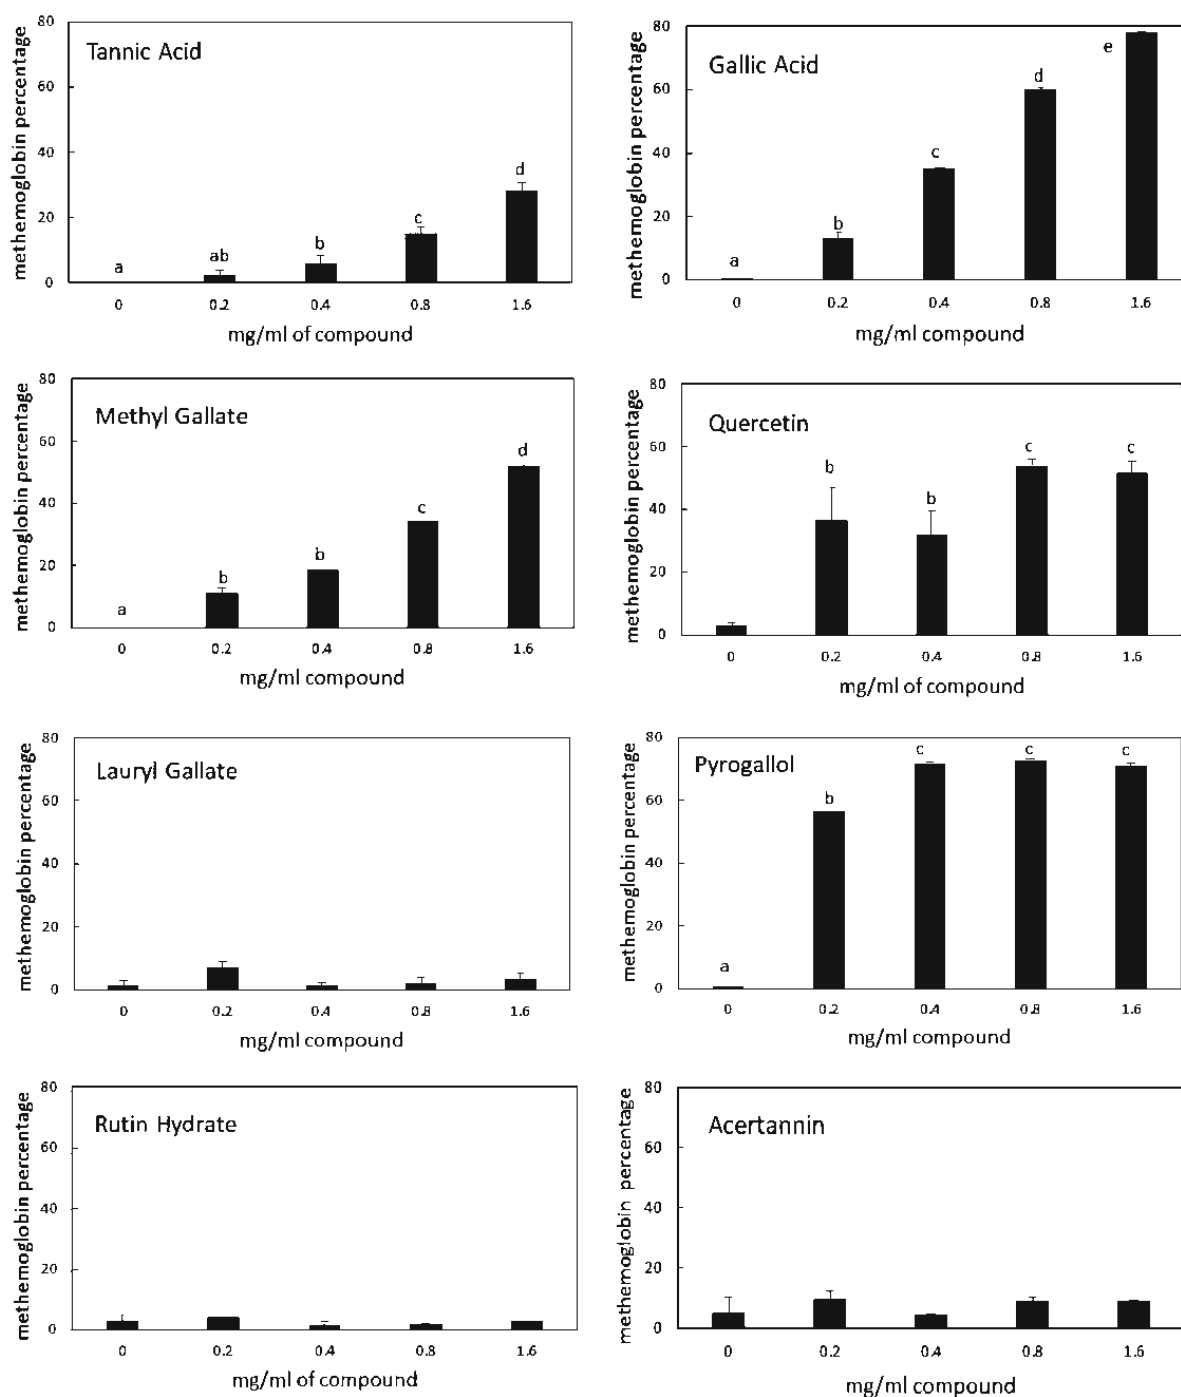 methemoglobin percentage
80
60
40
20
0
Tannic Acid
a
ab
b
c
d
0 0.2 0.4 0.8 1.6
mg/ml of compound
methemoglobin percentage
80
60
40
20
0
Gallic Acid
a
b
c
d
e
0 0.2 0.4 0.8 1.6
mg/ml compound
methemoglobin percentage
80
60
40
20
0
Methyl Gallate
a
b
b
c
d
0 0.2 0.4 0.8 1.6
mg/ml compound
methemoglobin percentage
80
60
40
20
0
Quercetin
b
b
c
c
0 0.2 0.4 0.8 1.6
mg/ml of compound
methemoglobin percentage
80
60
40
20
0
Lauryl Gallate
0 0.2 0.4 0.8 1.6
mg/ml compound
methemoglobin percentage
80
60
40
20
0
Pyrogallol
a
b
c
c
c
0 0.2 0.4 0.8 1.6
mg/ml compound
methemoglobin percentage
80
60
40
20
0
Rutin Hydrate
0 0.2 0.4 0.8 1.6
mg/ml of compound
methemoglobin percentage
80
60
40
20
0
Acertannin
0 0.2 0.4 0.8 1.6
mg/ml compound